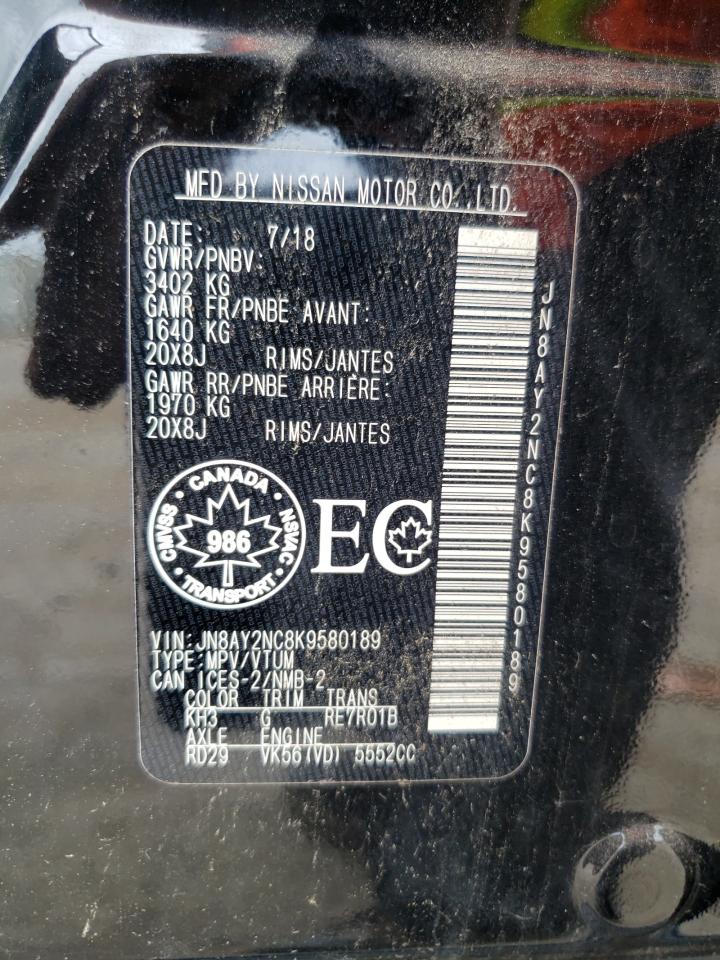 MFD BY NISSAN MOTOR CO.,LTD.
DATE: 7/18
GVWR/PNBV:
3402 KG
GAWR FR/PNBE AVANT:
1640 KG
20X8J RIMS/JANTES
GAWR RR/PNBE ARRIÈRE:
1970 KG
20X8J RIMS/JANTES
CANADA
CMVSS
986
NSVAC
TRANSPORT
EC
VIN:JN8AY2NC8K9580189
TYPE:MPV/VTUM
CAN ICES-2/NMB-2
COLOR TRIM TRANS
KH3 G RE7R01B
AXLE ENGINE
RD29 VK56(VD) 5552CC
JN8AY2NC8K9580189